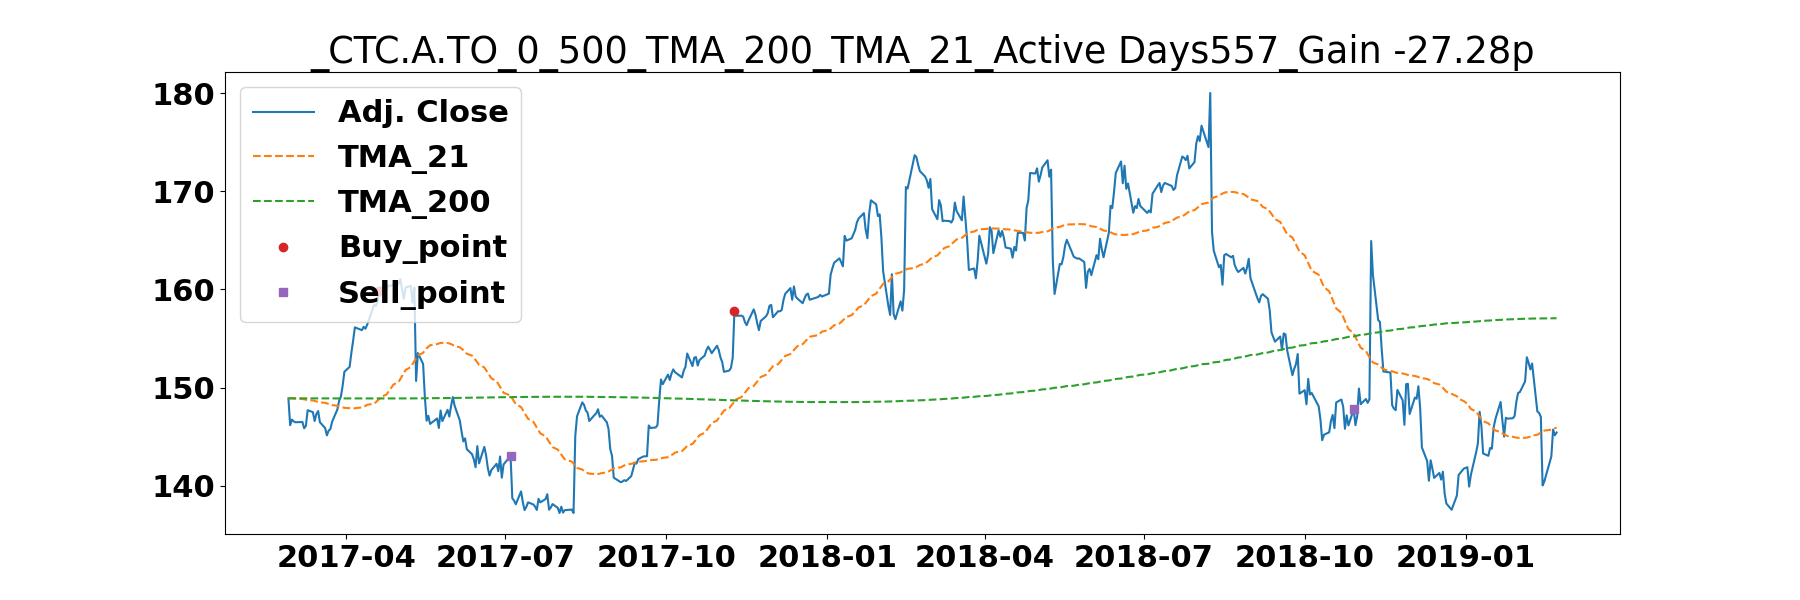 _CTC.A.TO_0_500_TMA_200_TMA_21_Active Days557_Gain -27.28p
180
170
160
150
140
Adj. Close
TMA_21
TMA_200
Buy_point
Sell_point
2017-04 2017-07 2017-10 2018-01 2018-04 2018-07 2018-10 2019-01